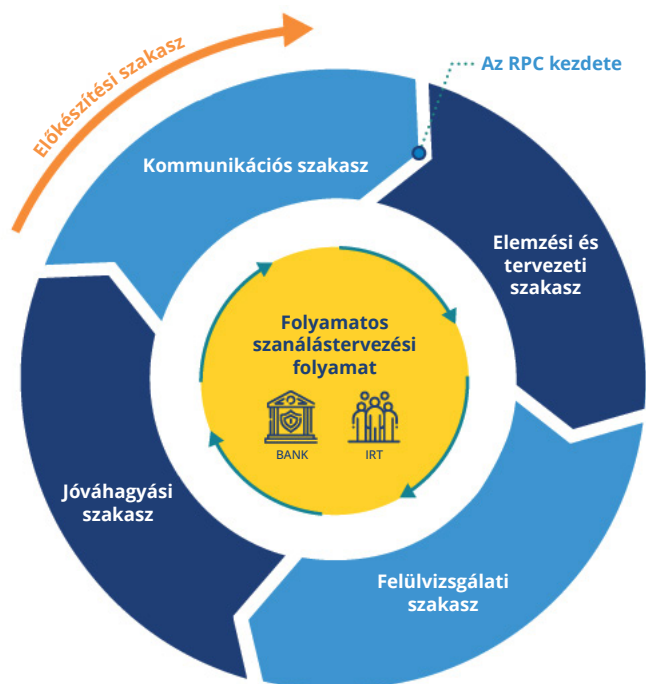 Előkészítési szakasz
Az RPC kezdete
Kommunikációs szakasz
Elemzési és
tervezeti
szakasz
Folyamatos
szanálástervezési
folyamat
BANK
IRT
Jóváhagyási
szakasz
Felülvizsgálati
szakasz